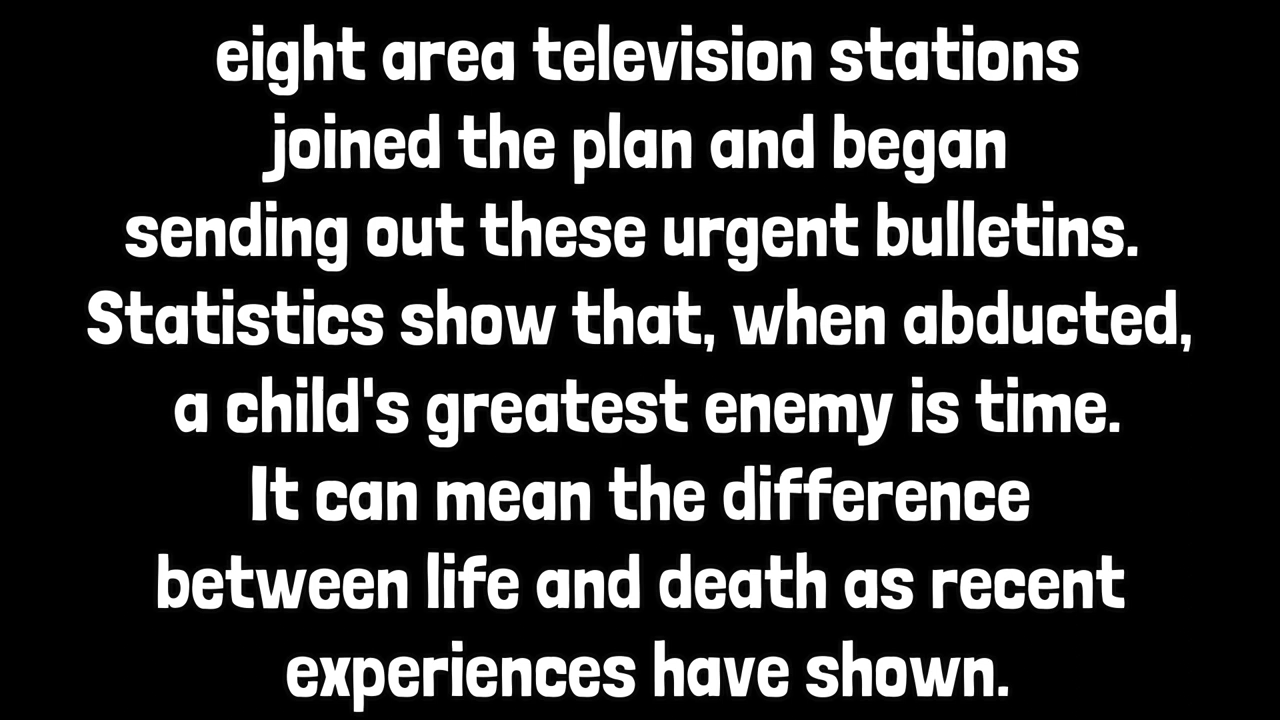 eight area television stations
joined the plan and began
sending out these urgent bulletins.
Statistics show that, when abducted,
a child's greatest enemy is time.
It can mean the difference
between life and death as recent
experiences have shown.